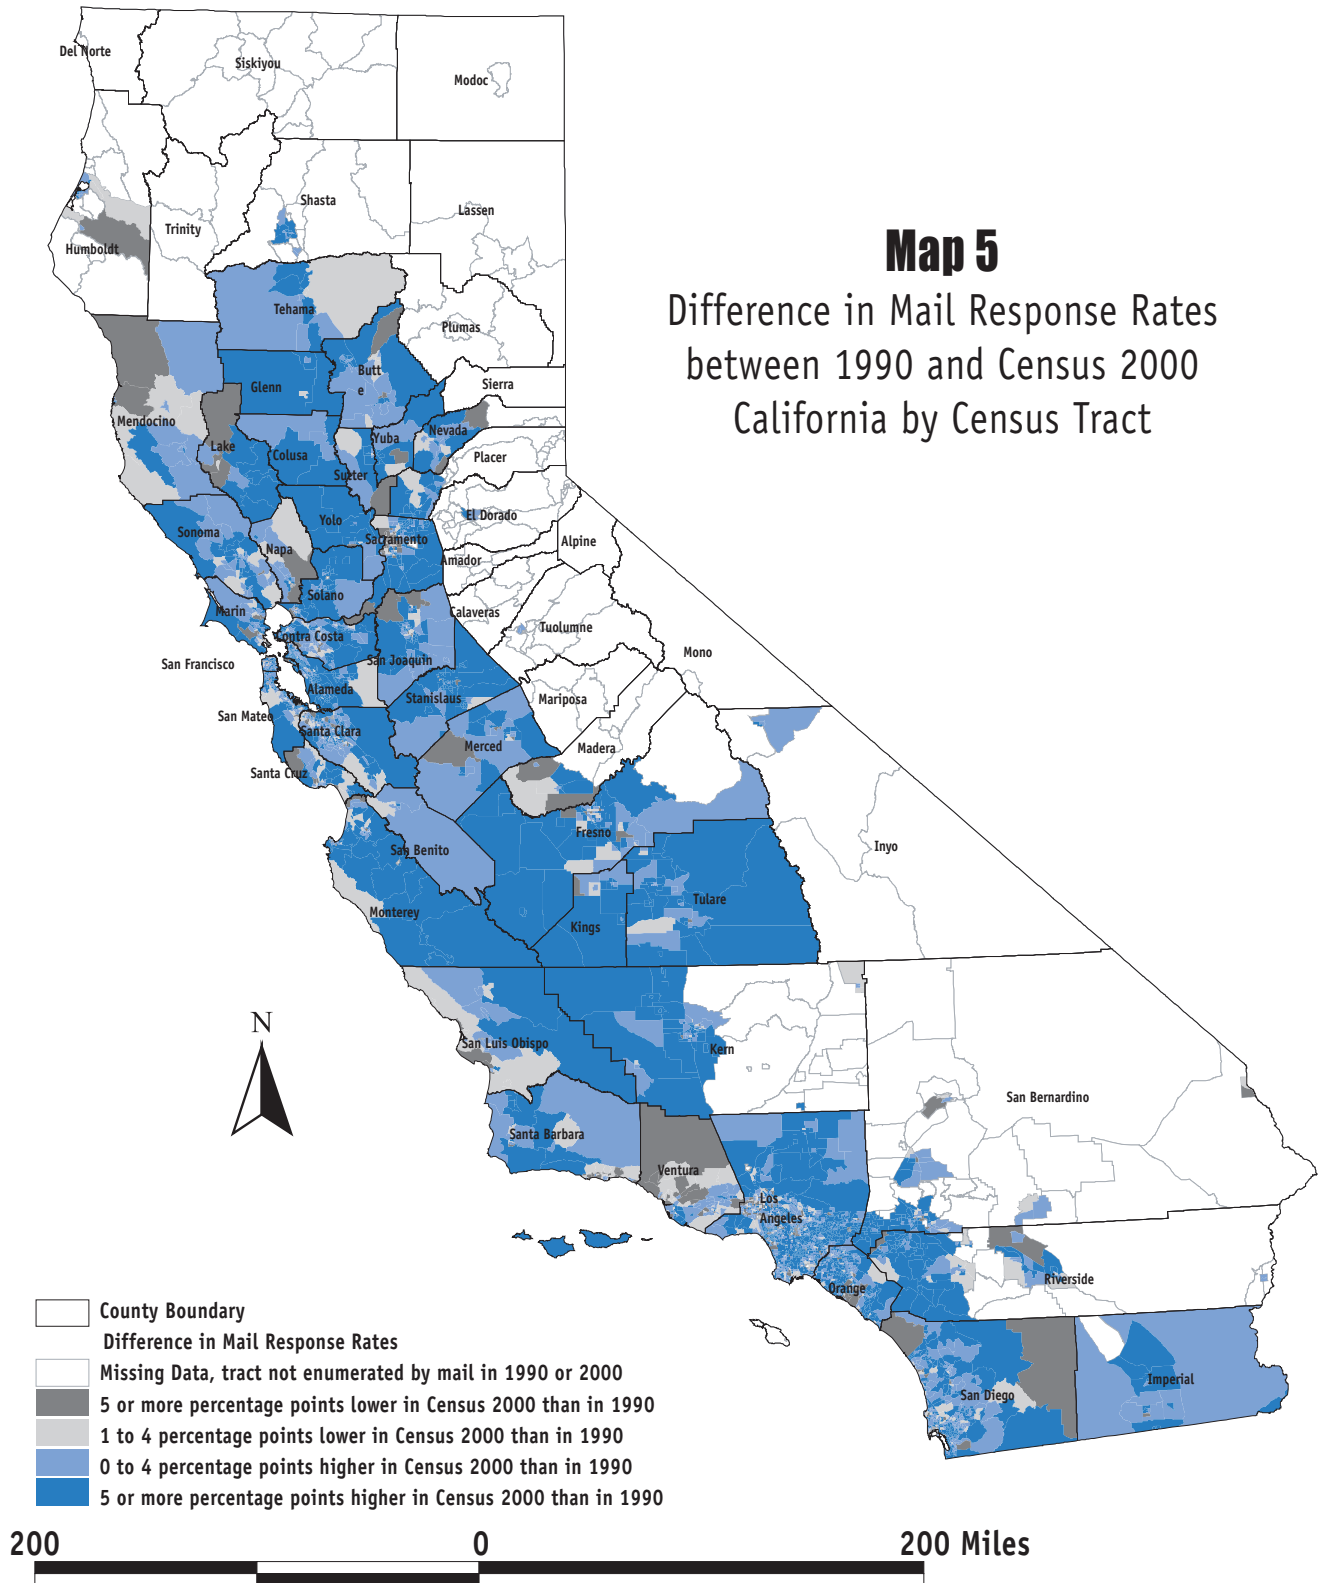 Map 5
Difference in Mail Response Rates
between 1990 and Census 2000
California by Census Tract
Del Norte
Siskiyou
Modoc
Shasta
Lassen
Trinity
Humboldt
Tehama
Plumas
Butt
e
Glenn
Sierra
Mendocino
Nevada
Yuba
Lake
Colusa
Placer
Sutter
El Dorado
Yolo
Sonoma
Sacramento
Alpine
Napa
Amador
Solano
Marin
Calaveras
Contra Costa
Tuolumne
San Francisco
San Joaquin
Mono
Alameda
Stanislaus
Mariposa
San Mateo
Santa Clara
Merced
Madera
Santa Cruz
Fresno
San Benito
Inyo
Tulare
Monterey
Kings
N
San Luis Obispo
Kern
San Bernardino
Santa Barbara
Ventura
Los
Angeles
Riverside
Orange
Imperial
San Diego
County Boundary
Difference in Mail Response Rates
Missing Data, tract not enumerated by mail in 1990 or 2000
5 or more percentage points lower in Census 2000 than in 1990
1 to 4 percentage points lower in Census 2000 than in 1990
0 to 4 percentage points higher in Census 2000 than in 1990
5 or more percentage points higher in Census 2000 than in 1990
200 0 200 Miles